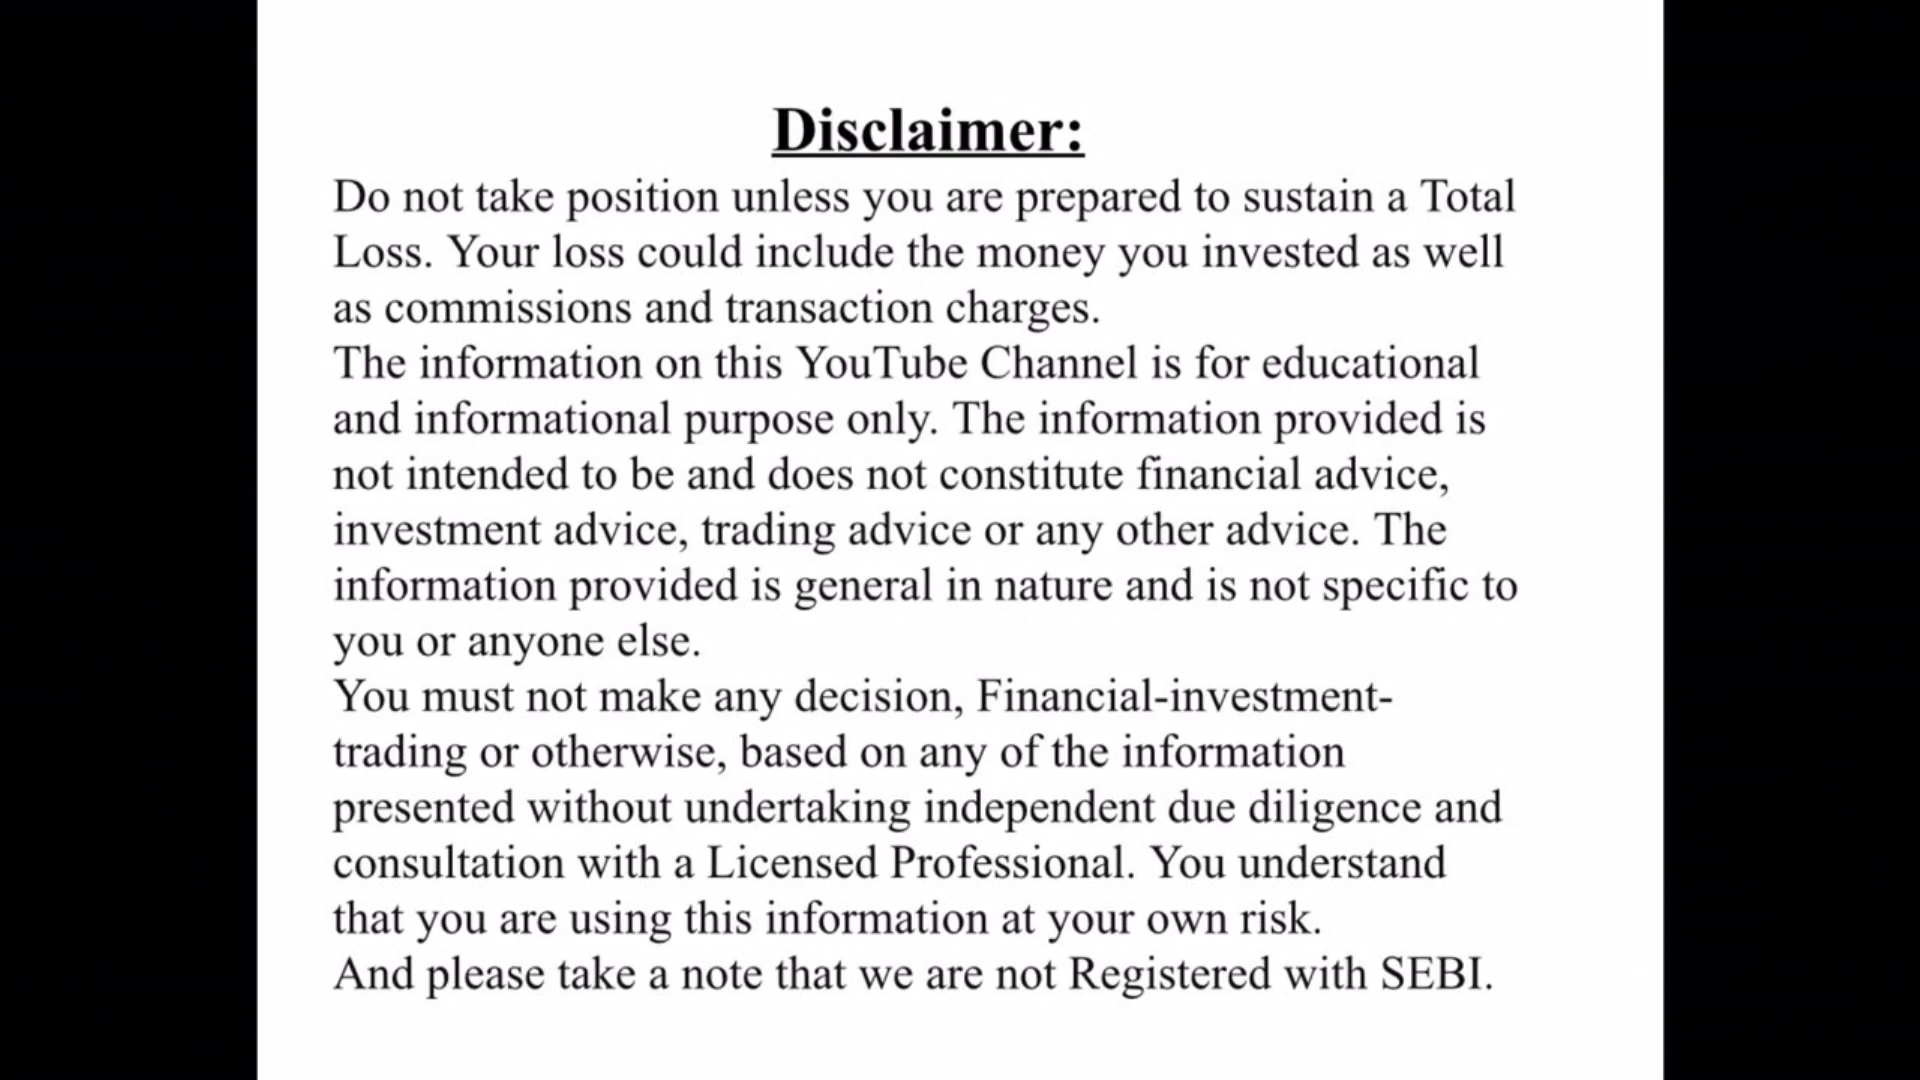 Disclaimer:
Do not take position unless you are prepared to sustain a Total
Loss. Your loss could include the money you invested as well
as commissions and transaction charges.
The information on this YouTube Channel is for educational
and informational purpose only. The information provided is
not intended to be and does not constitute financial advice,
investment advice, trading advice or any other advice. The
information provided is general in nature and is not specific to
you or anyone else.
You must not make any decision, Financial-investment-
trading or otherwise, based on any of the information
presented without undertaking independent due diligence and
consultation with a Licensed Professional. You understand
that you are using this information at your own risk.
And please take a note that we are not Registered with SEBI.